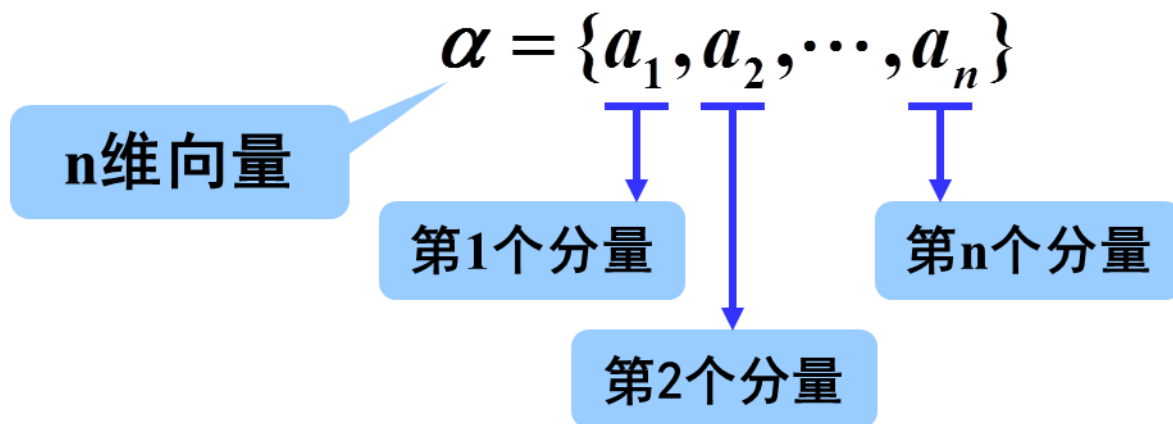 α = {a₁,a₂,⋯,aₙ}
n维向量
第1个分量
第n个分量
第2个分量